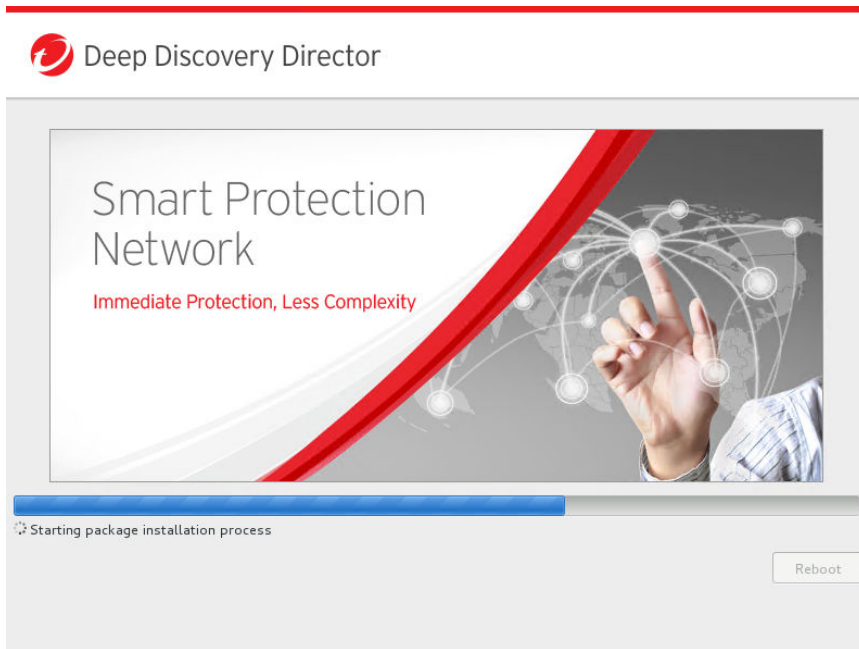 Deep Discovery Director
Smart Protection
Network
Immediate Protection, Less Complexity
Starting package installation process
Reboot